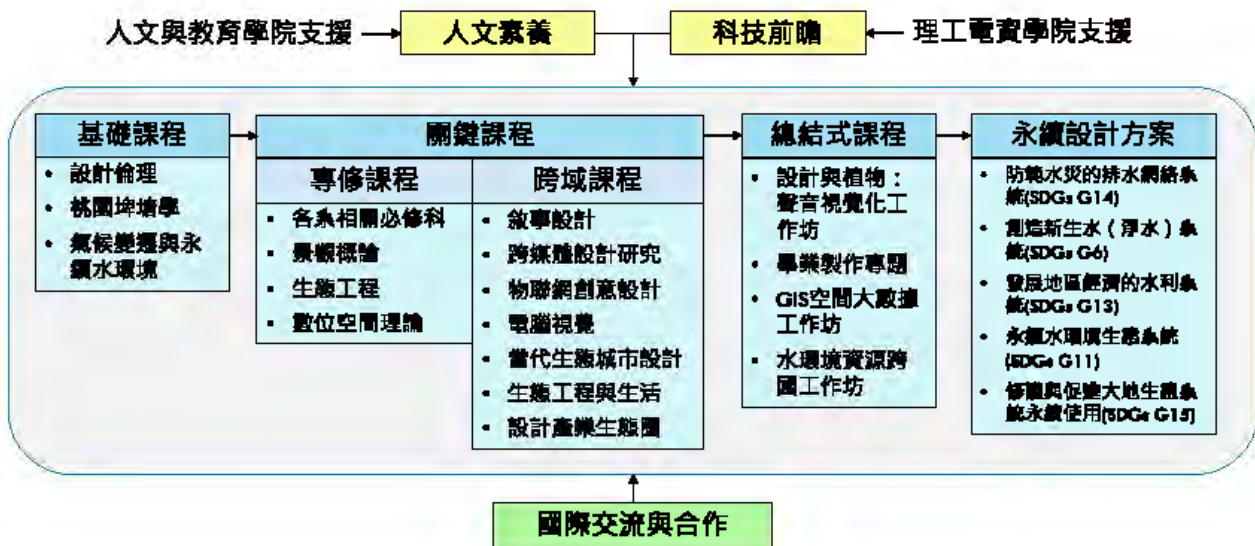 人文與教育學院支援
人文素養
科技前瞻
理工電資學院支援
基礎課程
• 設計倫理
• 桃園埤塘學
• 氣候變遷與永
續水環境
關鍵課程
專修課程
• 各系相關必修科
• 景觀概論
• 生態工程
• 數位空間理論
跨域課程
• 敘事設計
• 跨媒體設計研究
• 物聯網創意設計
• 電腦視覺
• 當代生態城市設計
• 生態工程與生活
• 設計產業生態圈
總結式課程
• 設計與植物：
聲音視覺化工
作坊
• 畢業製作專題
• GIS空間大數據
工作坊
• 水環境資源跨
國工作坊
永續設計方案
• 防範水災的排水網絡系
統(SDGs G14)
• 創造新生水（淨水）系
統(SDGs G6)
• 發展地區經濟的水利系
統(SDGs G13)
• 永續水環境生態系統
(SDGs G11)
• 修護與促進大地生態系
統永續使用(SDGs G15)
國際交流與合作